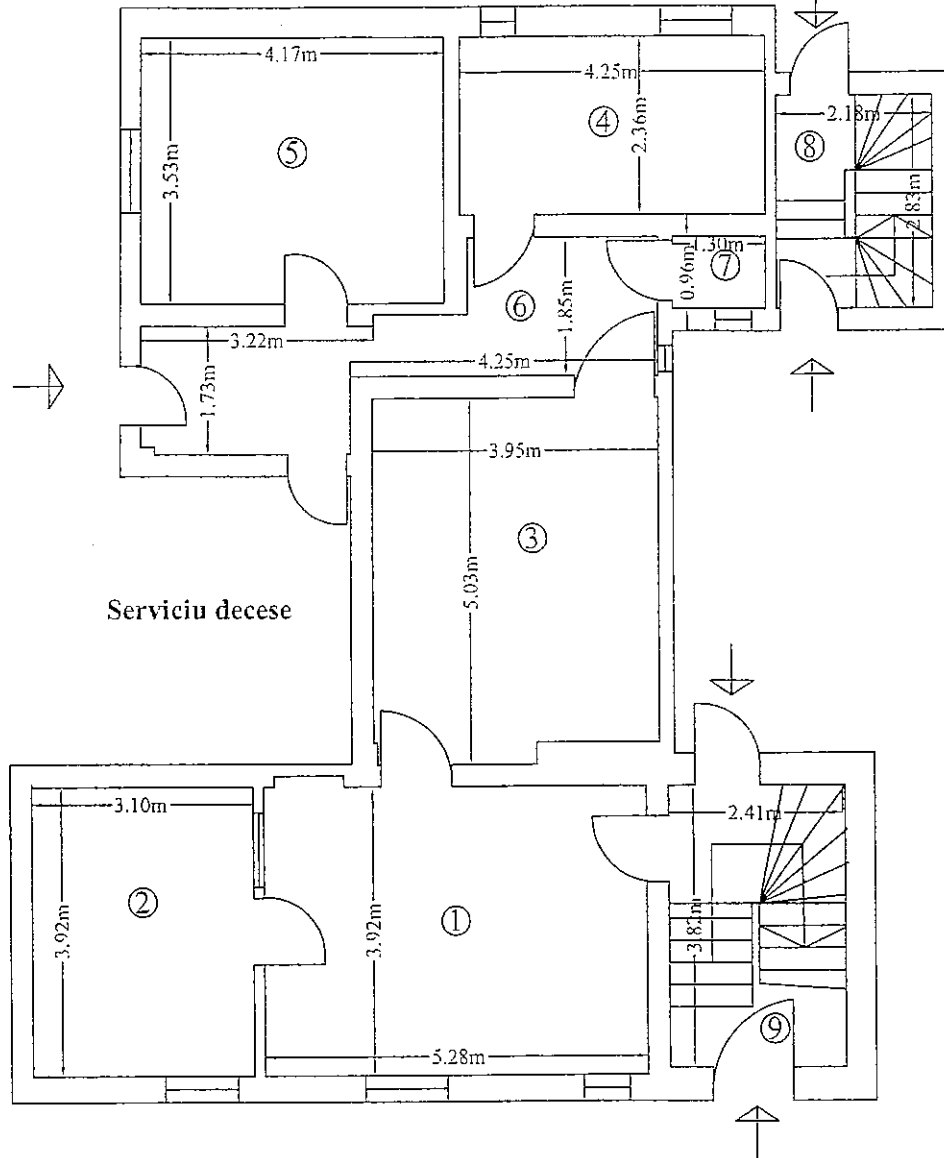 4.17m
4.25m
2.36m
④
⑤
3.53m
2.18m
⑧
2.83m
1.30m
⑦
0.96m
⑥
1.85m
3.22m
4.25m
1.73m
3.95m
③
5.03m
Serviciu decese
3.10m
2.41m
②
①
3.92m
3.92m
3.82m
⑨
5.28m